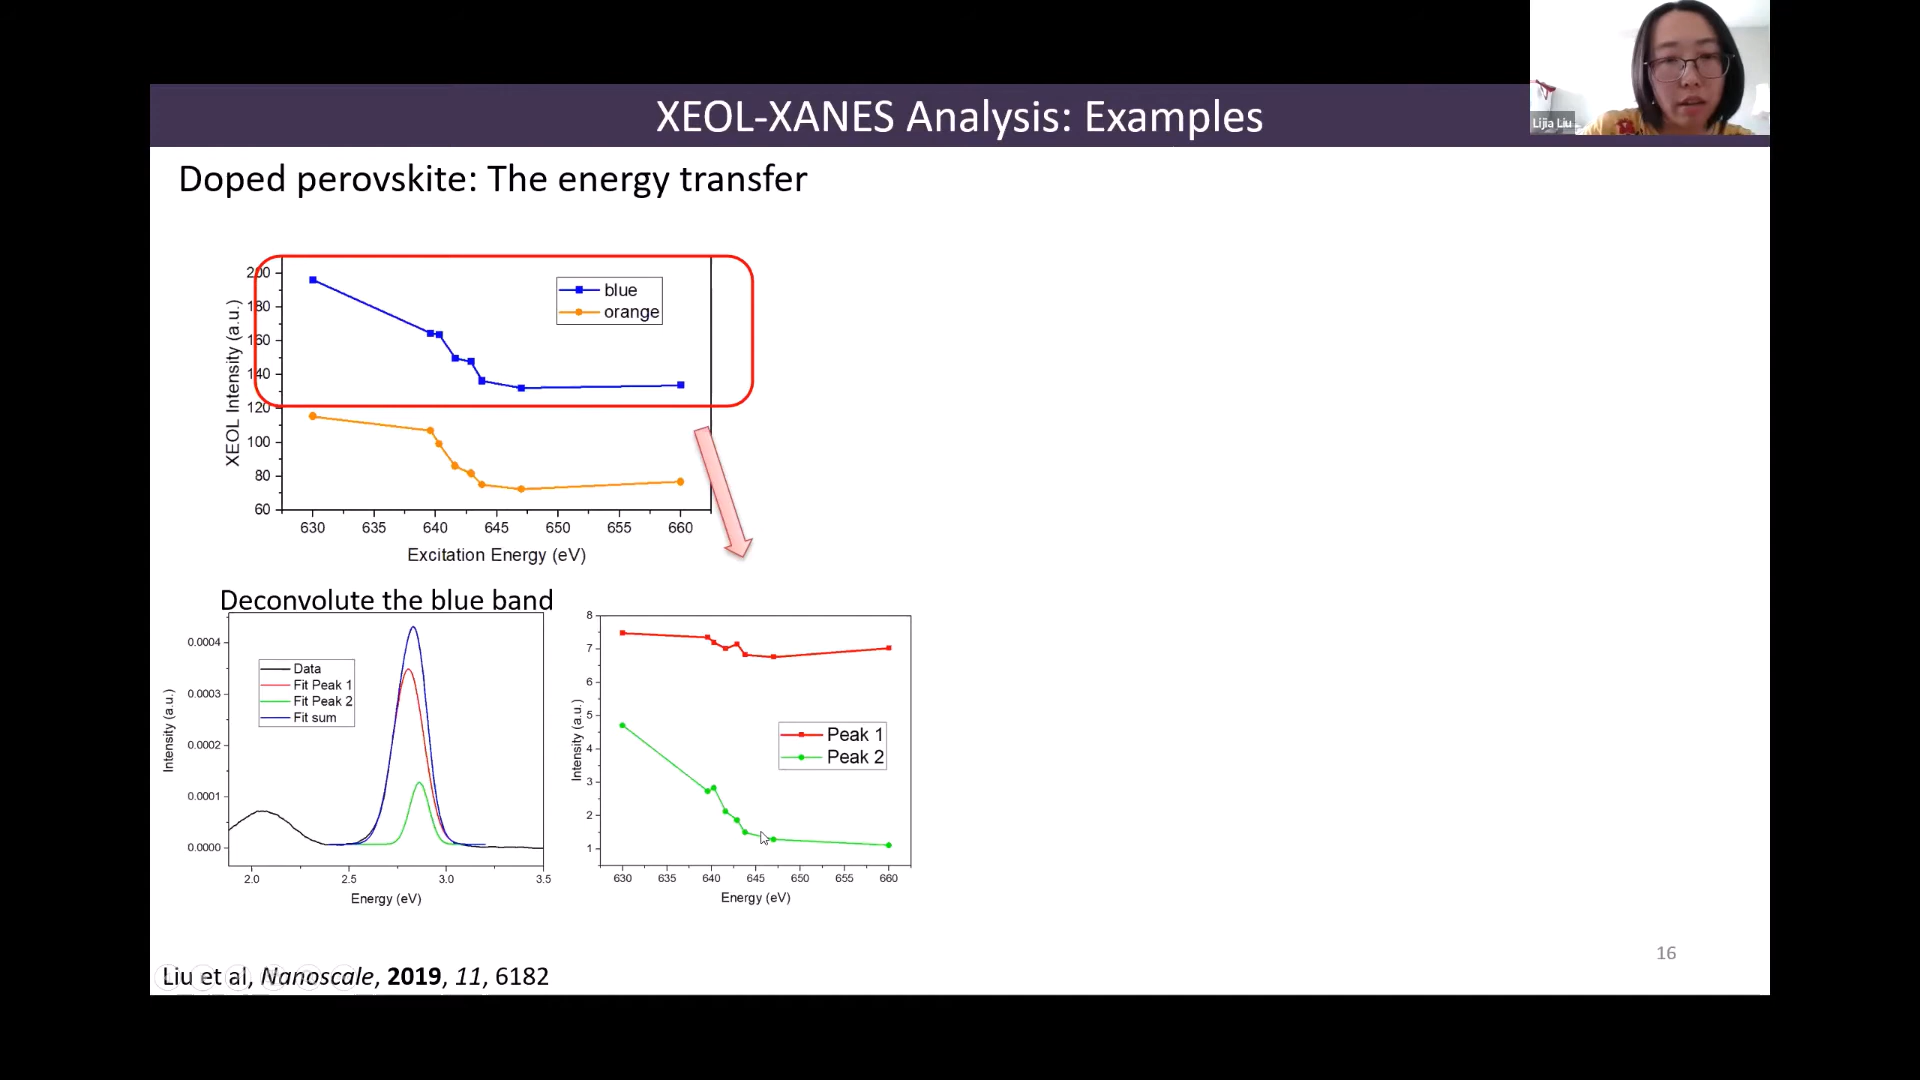 XEOL-XANES Analysis: Examples
Lijia Liu
Doped perovskite: The energy transfer
XEOL Intensity (a.u.)
200
180
160
140
120
100
80
60
blue
orange
630 635 640 645 650 655 660
Excitation Energy (eV)
Deconvolute the blue band
Intensity (a.u.)
0.0004
0.0003
0.0002
0.0001
0.0000
Data
Fit Peak 1
Fit Peak 2
Fit sum
2.0 2.5 3.0 3.5
Energy (eV)
Intensity (a.u.)
8
7
6
5
4
3
2
1
Peak 1
Peak 2
630 635 640 645 650 655 660
Energy (eV)
16
Liu et al, Nanoscale, 2019, 11, 6182